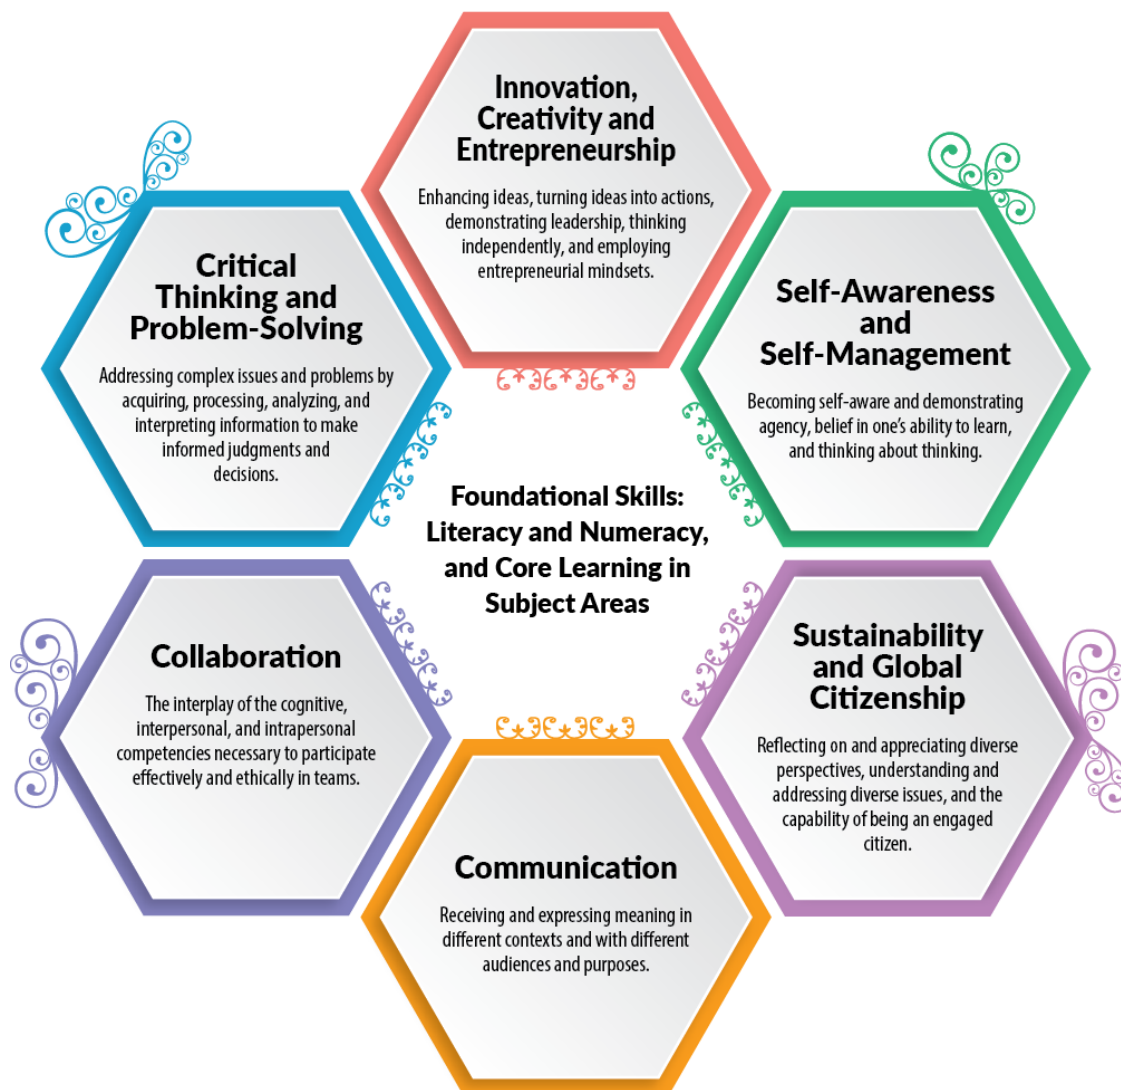 Innovation,
Creativity and
Entrepreneurship
Enhancing ideas, turning ideas into actions,
demonstrating leadership, thinking
independently, and employing
entrepreneurial mindsets.
Critical
Thinking and
Problem-Solving
Addressing complex issues and problems by
acquiring, processing, analyzing, and
interpreting information to make
informed judgments and
decisions.
Self-Awareness
and
Self-Management
Becoming self-aware and demonstrating
agency, belief in one’s ability to learn,
and thinking about thinking.
Foundational Skills:
Literacy and Numeracy,
and Core Learning in
Subject Areas
Collaboration
The interplay of the cognitive,
interpersonal, and intrapersonal
competencies necessary to participate
effectively and ethically in teams.
Sustainability
and Global
Citizenship
Reflecting on and appreciating diverse
perspectives, understanding and
addressing diverse issues, and the
capability of being an engaged
citizen.
Communication
Receiving and expressing meaning in
different contexts and with different
audiences and purposes.